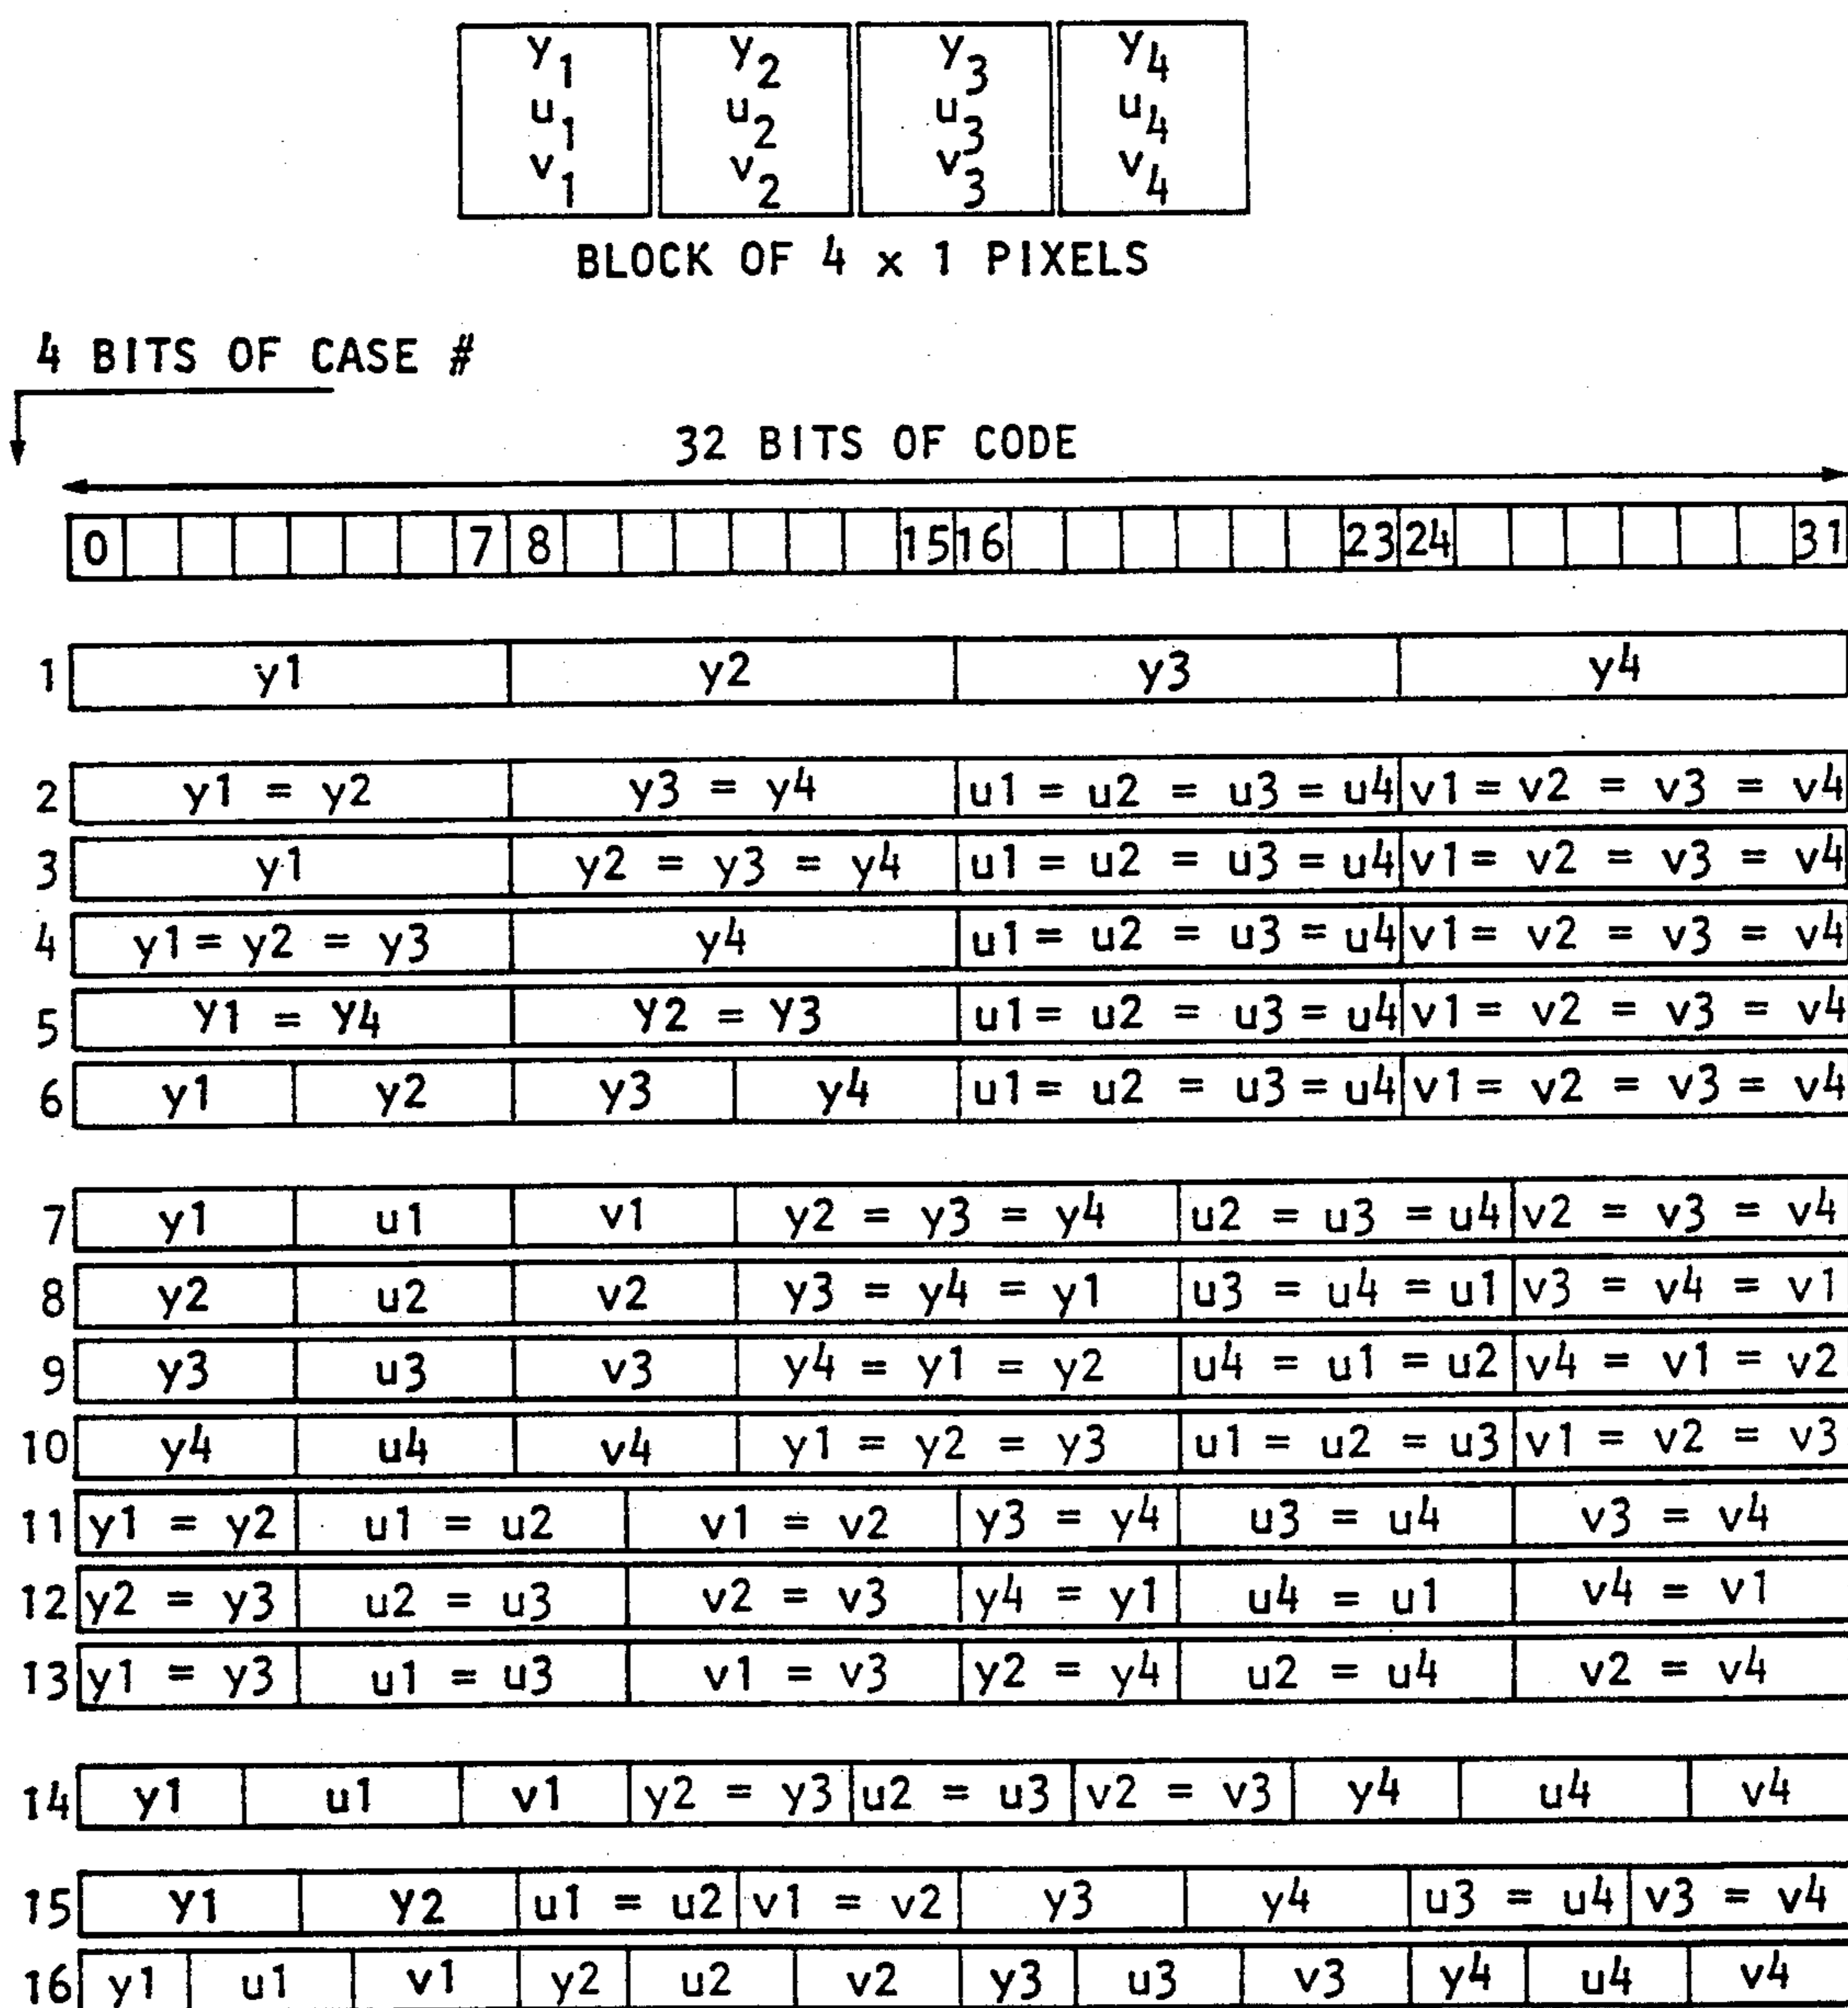 y1 y2 y3 y4
u1 u2 u3 u4
v1 v2 v3 v4
BLOCK OF 4 x 1 PIXELS
4 BITS OF CASE #
32 BITS OF CODE
0 7 8 15 16 23 24 31
1 y1 y2 y3 y4
2 y1 = y2 y3 = y4 u1 = u2 = u3 = u4 v1 = v2 = v3 = v4
3 y1 y2 = y3 = y4 u1 = u2 = u3 = u4 v1 = v2 = v3 = v4
4 y1 = y2 = y3 y4 u1 = u2 = u3 = u4 v1 = v2 = v3 = v4
5 Y1 = Y4 Y2 = Y3 u1 = u2 = u3 = u4 v1 = v2 = v3 = v4
6 y1 y2 y3 y4 u1 = u2 = u3 = u4 v1 = v2 = v3 = v4
7 y1 u1 v1 y2 = y3 = y4 u2 = u3 = u4 v2 = v3 = v4
8 y2 u2 v2 y3 = y4 = y1 u3 = u4 = u1 v3 = v4 = v1
9 y3 u3 v3 y4 = y1 = y2 u4 = u1 = u2 v4 = v1 = v2
10 y4 u4 v4 y1 = y2 = y3 u1 = u2 = u3 v1 = v2 = v3
11 y1 = y2 u1 = u2 v1 = v2 y3 = y4 u3 = u4 v3 = v4
12 y2 = y3 u2 = u3 v2 = v3 y4 = y1 u4 = u1 v4 = v1
13 y1 = y3 u1 = u3 v1 = v3 y2 = y4 u2 = u4 v2 = v4
14 y1 u1 v1 y2 = y3 u2 = u3 v2 = v3 y4 u4 v4
15 Y1 Y2 u1 = u2 v1 = v2 y3 y4 u3 = u4 v3 = v4
16 y1 u1 v1 y2 u2 v2 y3 u3 v3 y4 u4 v4